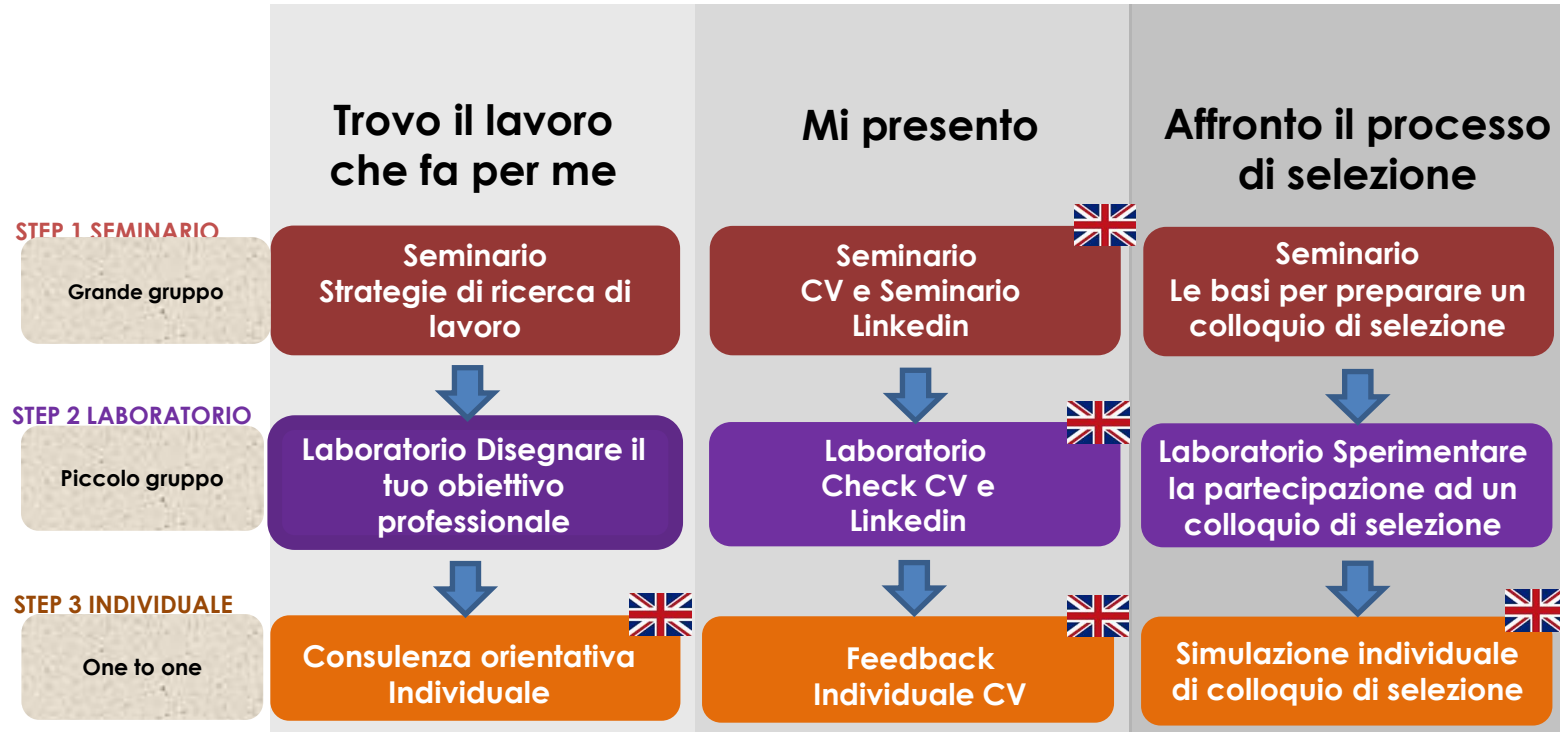 Trovo il lavoro
che fa per me
Mi presento
Affronto il processo
di selezione
STEP 1 SEMINARIO
Grande gruppo
Seminario
Strategie di ricerca di
lavoro
Seminario
CV e Seminario
Linkedin
Seminario
Le basi per preparare un
colloquio di selezione
STEP 2 LABORATORIO
Piccolo gruppo
Laboratorio Disegnare il
tuo obiettivo
professionale
Laboratorio
Check CV e
Linkedin
Laboratorio Sperimentare
la partecipazione ad un
colloquio di selezione
STEP 3 INDIVIDUALE
One to one
Consulenza orientativa
Individuale
Feedback
Individuale CV
Simulazione individuale
di colloquio di selezione